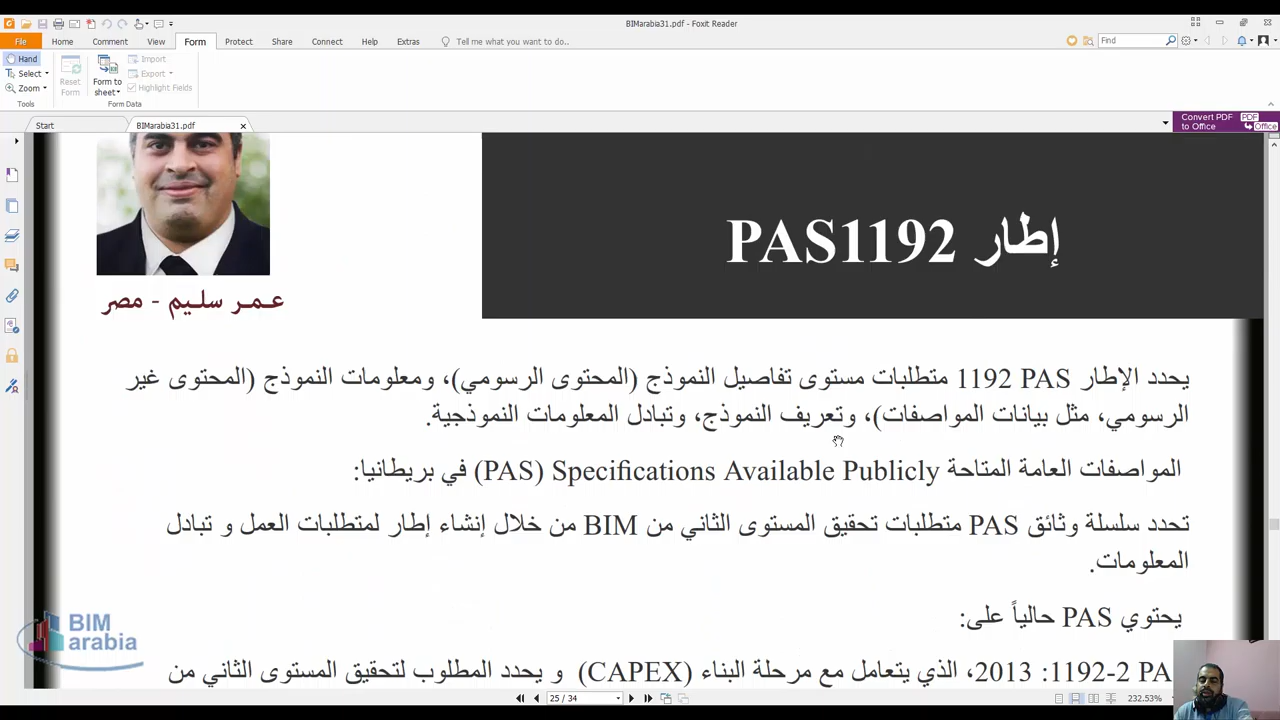 BIMarabia31.pdf - Foxit Reader
File Home Comment View Form Protect Share Connect Help Extras Tell me what you want to do.. Find
Hand
Select
Zoom
Tools
Reset Form
Form to sheet
Import
Export
Highlight Fields
Form Data
Start BIMarabia31.pdf
Convert PDF to Office
PDF Office
إطار PAS1192
عمر سليم - مصر
يحدد الإطار PAS 1192 متطلبات مستوى تفاصيل النموذج (المحتوى الرسومي)، ومعلومات النموذج (المحتوى غير
الرسومي، مثل بيانات المواصفات)، وتعريف النموذج، وتبادل المعلومات النموذجية.
المواصفات العامة المتاحة Specifications Available Publicly (PAS) في بريطانيا:
تحدد سلسلة وثائق PAS متطلبات تحقيق المستوى الثاني من BIM من خلال إنشاء إطار لمتطلبات العمل و تبادل
المعلومات.
يحتوي PAS حالياً على:
PA 1192-2: 2013، الذي يتعامل مع مرحلة البناء (CAPEX) و يحدد المطلوب لتحقيق المستوى الثاني من
BIM
arabia
25 / 34
232.53%